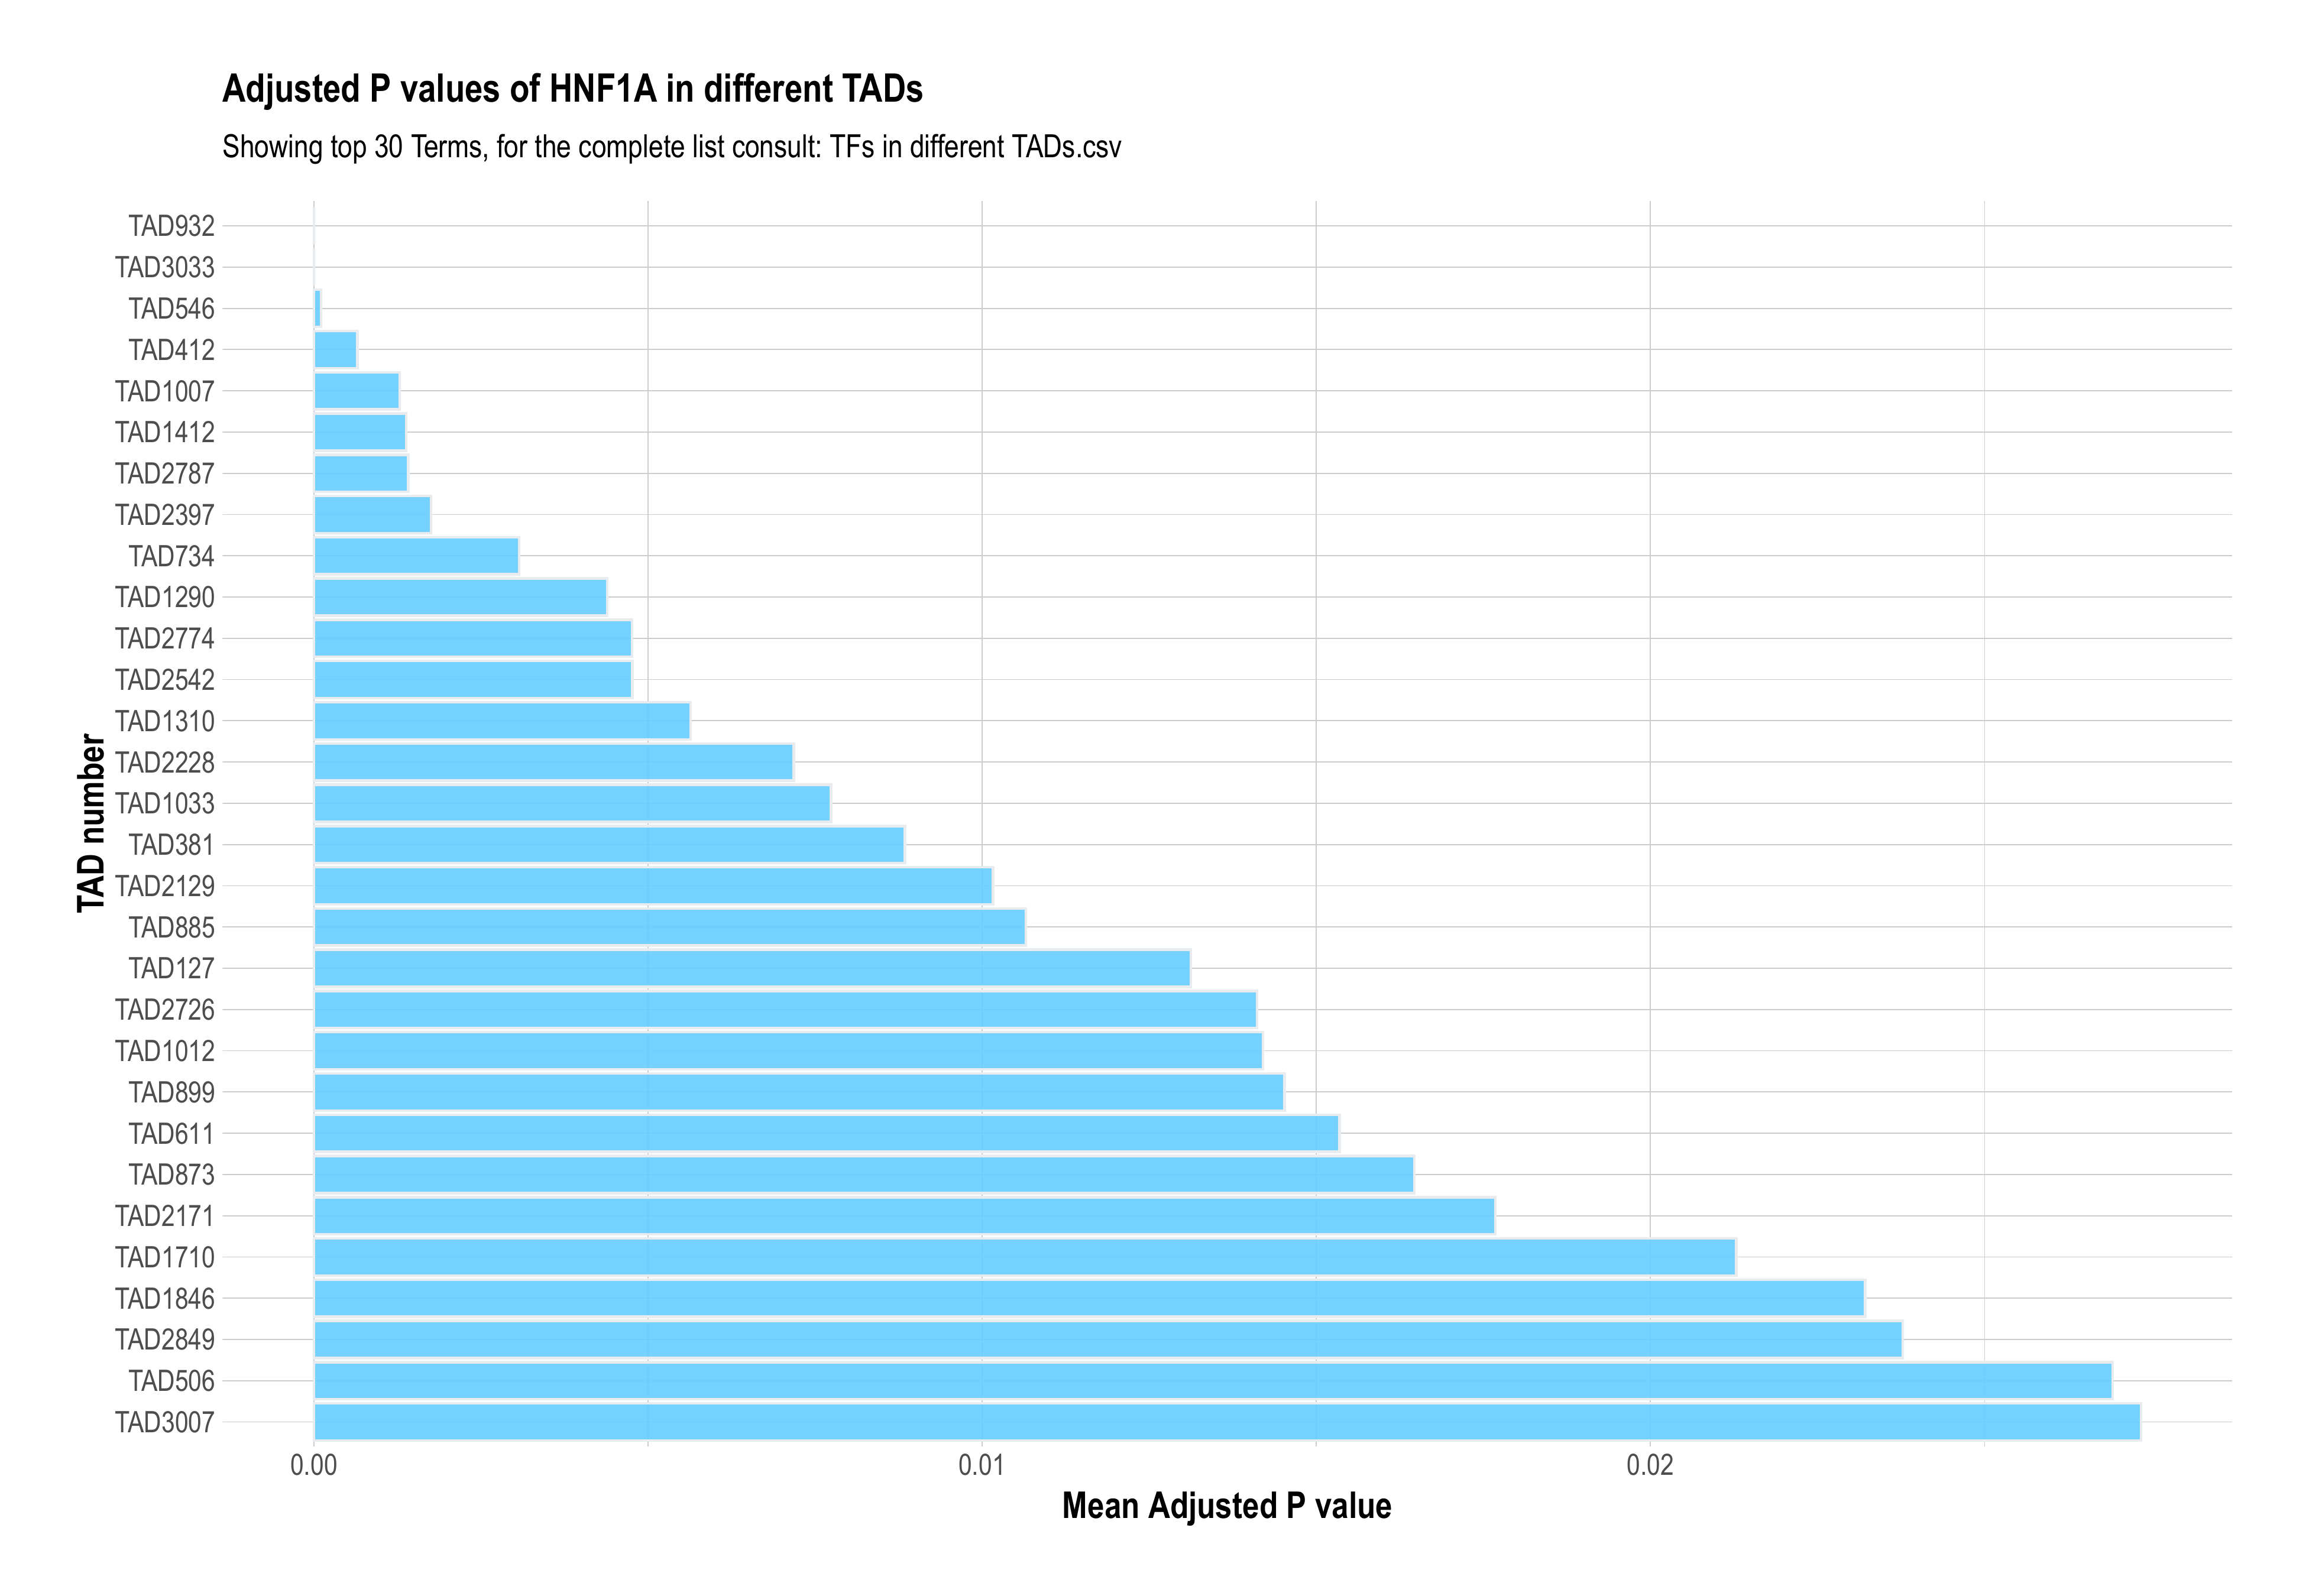 Adjusted P values of HNF1A in different TADs
Showing top 30 Terms, for the complete list consult: TFs in different TADs.csv
TAD number
TAD932
TAD3033
TAD546
TAD412
TAD1007
TAD1412
TAD2787
TAD2397
TAD734
TAD1290
TAD2774
TAD2542
TAD1310
TAD2228
TAD1033
TAD381
TAD2129
TAD885
TAD127
TAD2726
TAD1012
TAD899
TAD611
TAD873
TAD2171
TAD1710
TAD1846
TAD2849
TAD506
TAD3007
0.00 0.01 0.02
Mean Adjusted P value